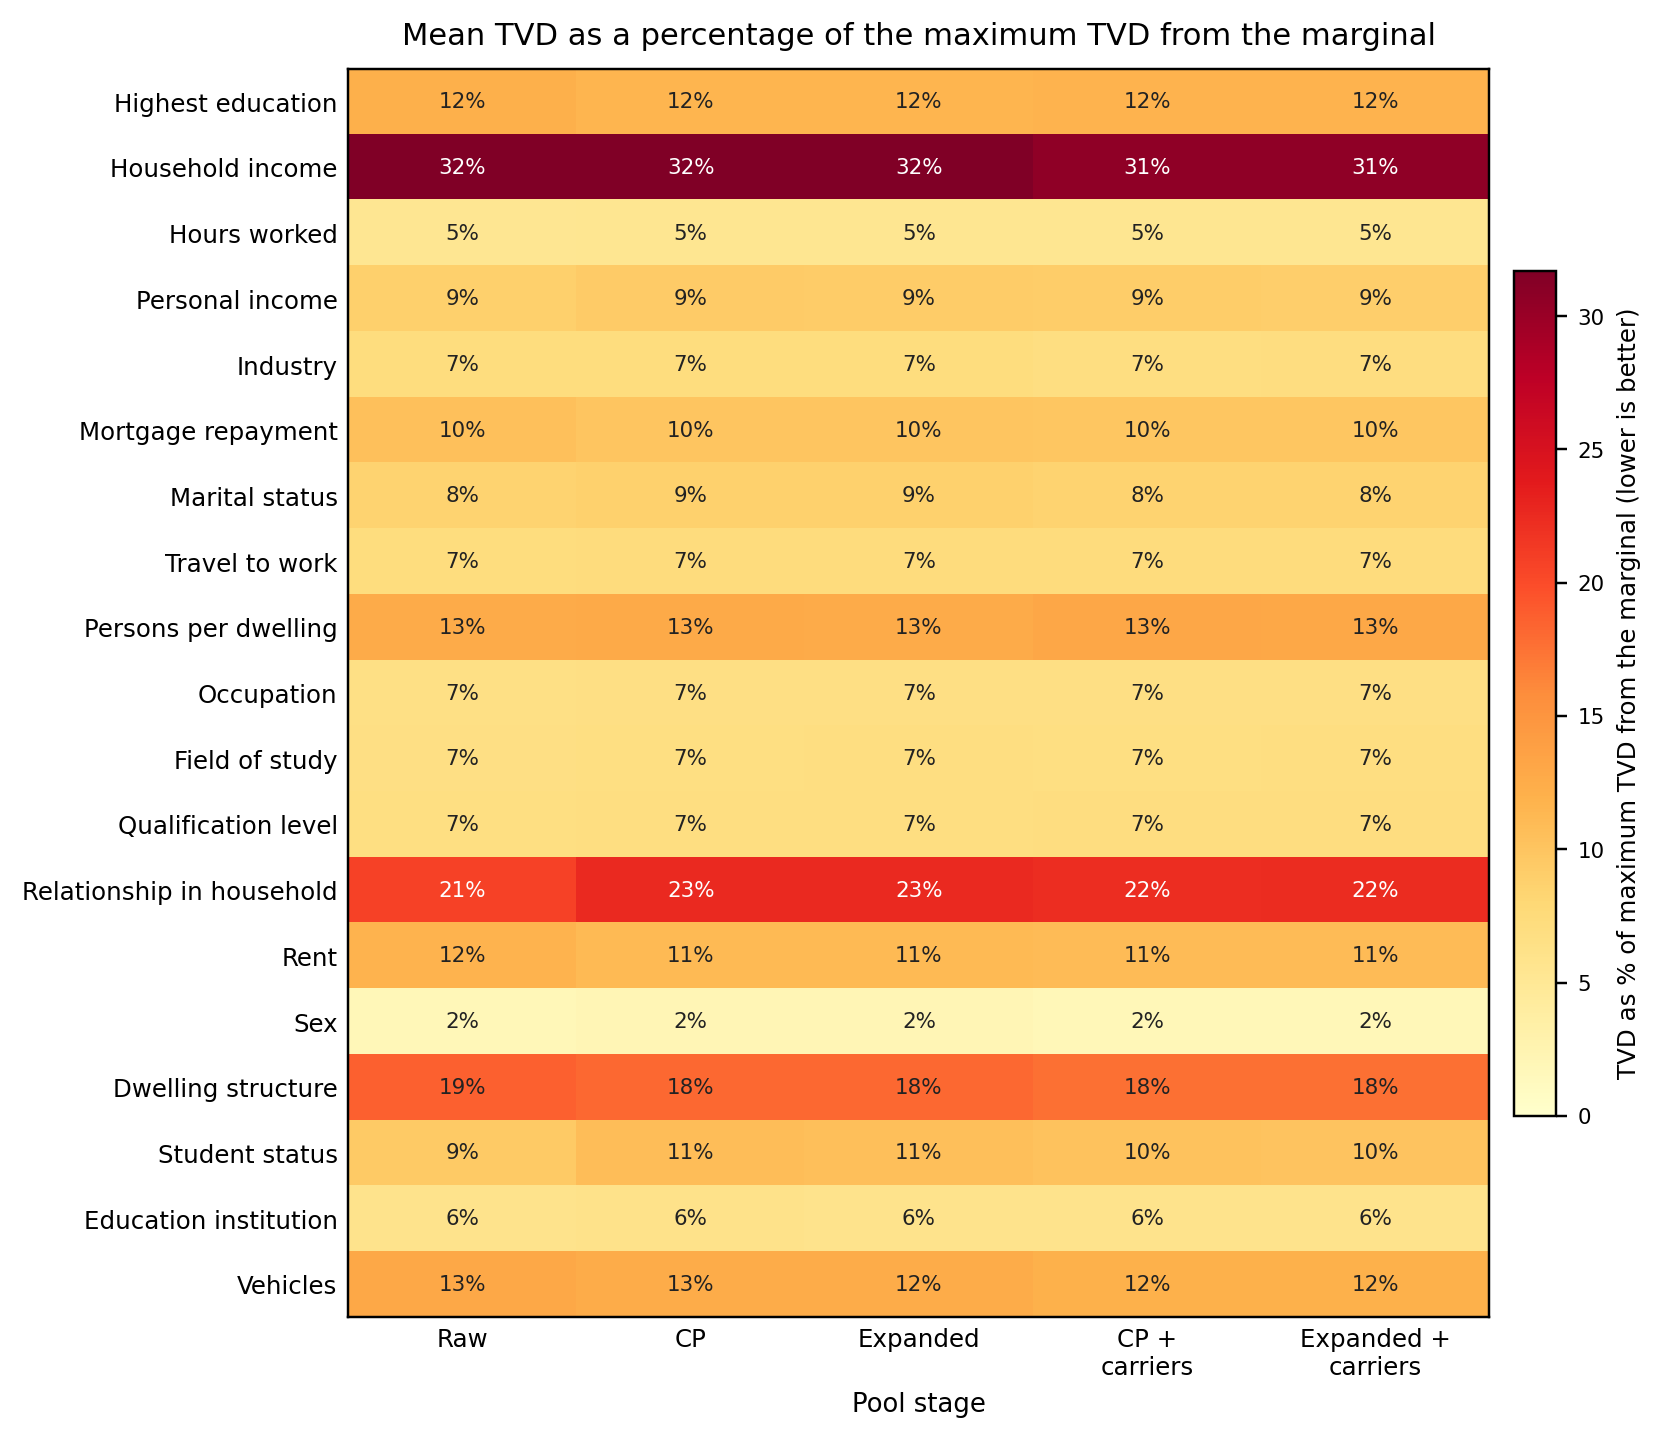 Mean TVD as a percentage of the maximum TVD from the marginal
Highest education 12% 12% 12% 12% 12%
Household income 32% 32% 32% 31% 31%
Hours worked 5% 5% 5% 5% 5%
Personal income 9% 9% 9% 9% 9%
Industry 7% 7% 7% 7% 7%
Mortgage repayment 10% 10% 10% 10% 10%
Marital status 8% 9% 9% 8% 8%
Travel to work 7% 7% 7% 7% 7%
Persons per dwelling 13% 13% 13% 13% 13%
Occupation 7% 7% 7% 7% 7%
Field of study 7% 7% 7% 7% 7%
Qualification level 7% 7% 7% 7% 7%
Relationship in household 21% 23% 23% 22% 22%
Rent 12% 11% 11% 11% 11%
Sex 2% 2% 2% 2% 2%
Dwelling structure 19% 18% 18% 18% 18%
Student status 9% 11% 11% 10% 10%
Education institution 6% 6% 6% 6% 6%
Vehicles 13% 13% 12% 12% 12%
Raw CP Expanded CP + Expanded +
carriers carriers
Pool stage
30
25
20
15
10
5
0
TVD as % of maximum TVD from the marginal (lower is better)